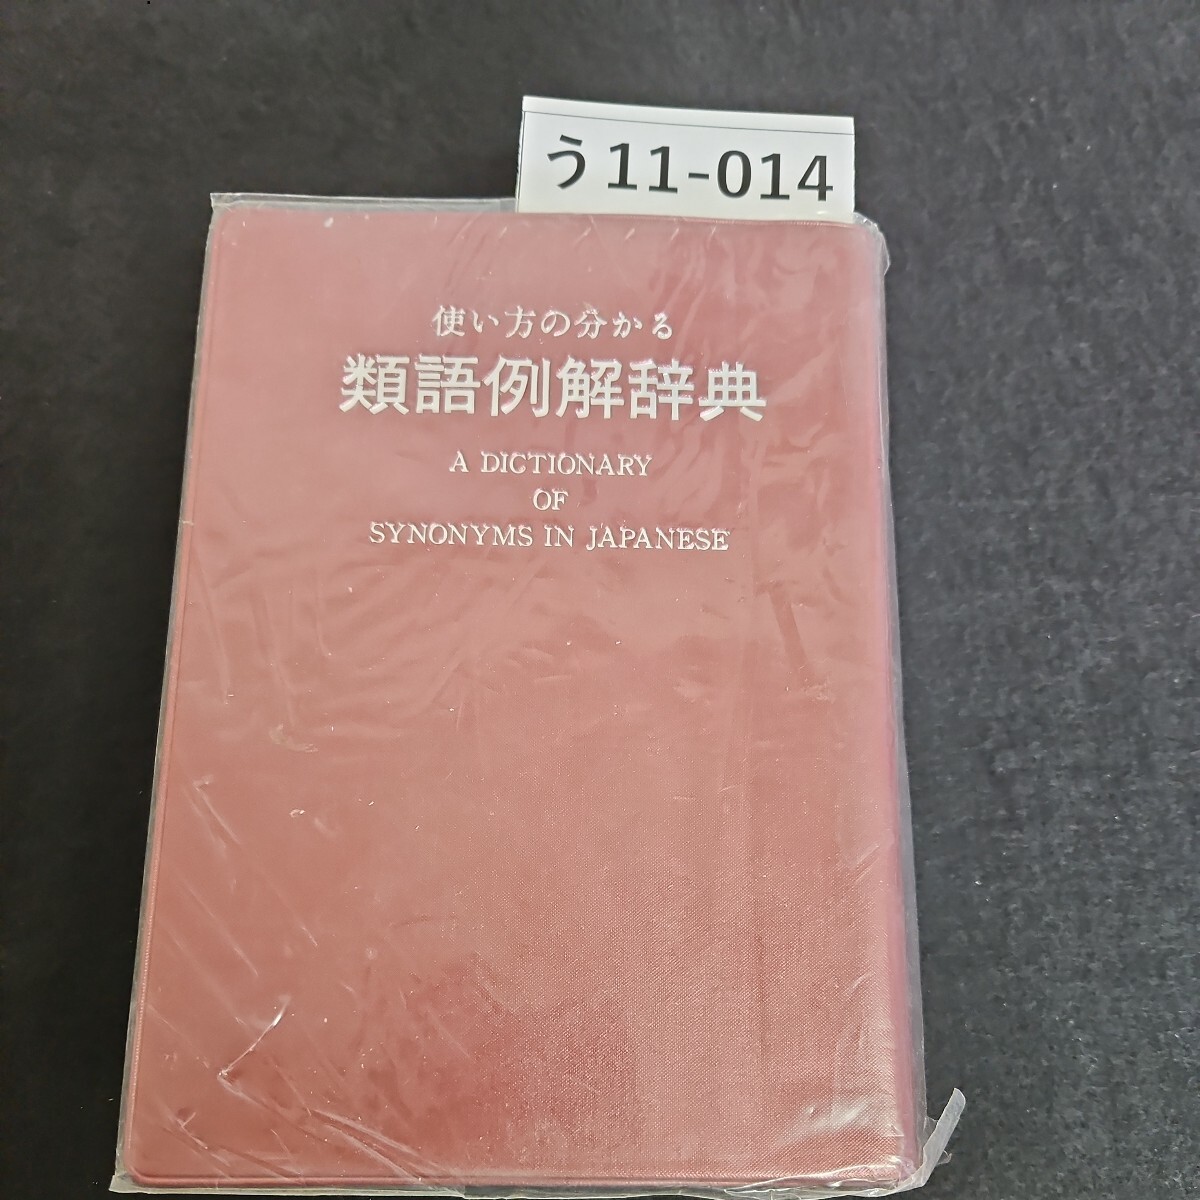 う11-014
使い方の分かる
類語例解辞典
A DICTIONARY
OF
SYNONYMS IN JAPANESE